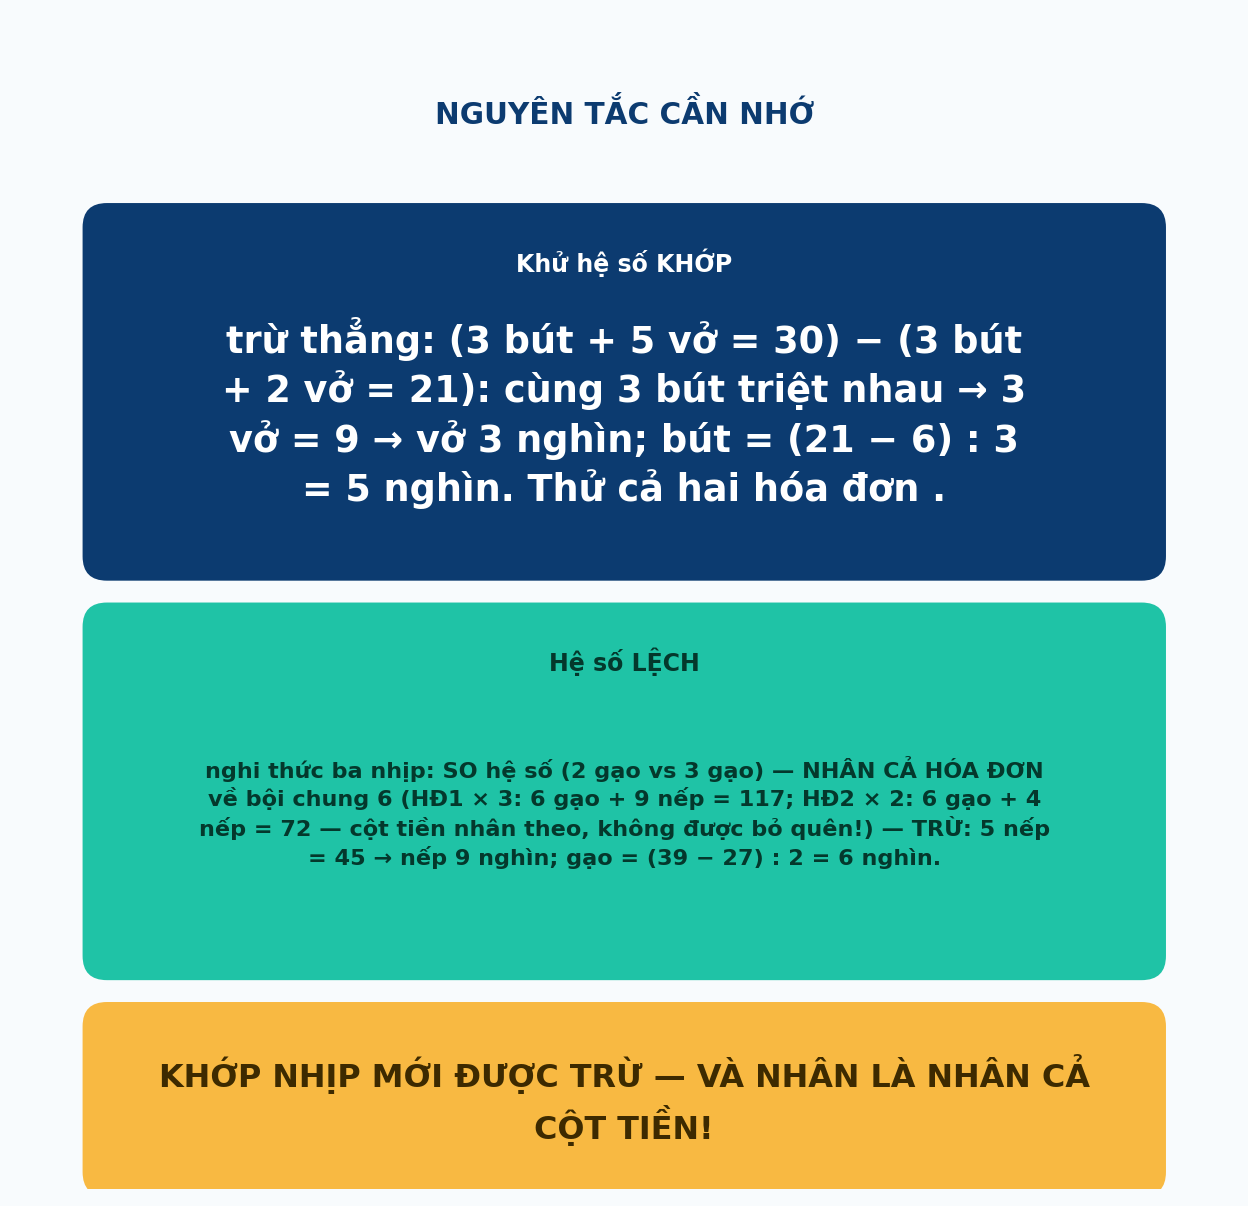 NGUYÊN TẮC CẦN NHỚ
Khử hệ số KHỚP
trừ thẳng: (3 bút + 5 vở = 30) − (3 bút
+ 2 vở = 21): cùng 3 bút triệt nhau → 3
vở = 9 → vở 3 nghìn; bút = (21 − 6) : 3
= 5 nghìn. Thử cả hai hóa đơn .
Hệ số LỆCH
nghi thức ba nhịp: SO hệ số (2 gạo vs 3 gạo) — NHÂN CẢ HÓA ĐƠN
về bội chung 6 (HĐ1 × 3: 6 gạo + 9 nếp = 117; HĐ2 × 2: 6 gạo + 4
nếp = 72 — cột tiền nhân theo, không được bỏ quên!) — TRỪ: 5 nếp
= 45 → nếp 9 nghìn; gạo = (39 − 27) : 2 = 6 nghìn.
KHỚP NHỊP MỚI ĐƯỢC TRỪ — VÀ NHÂN LÀ NHÂN CẢ
CỘT TIỀN!